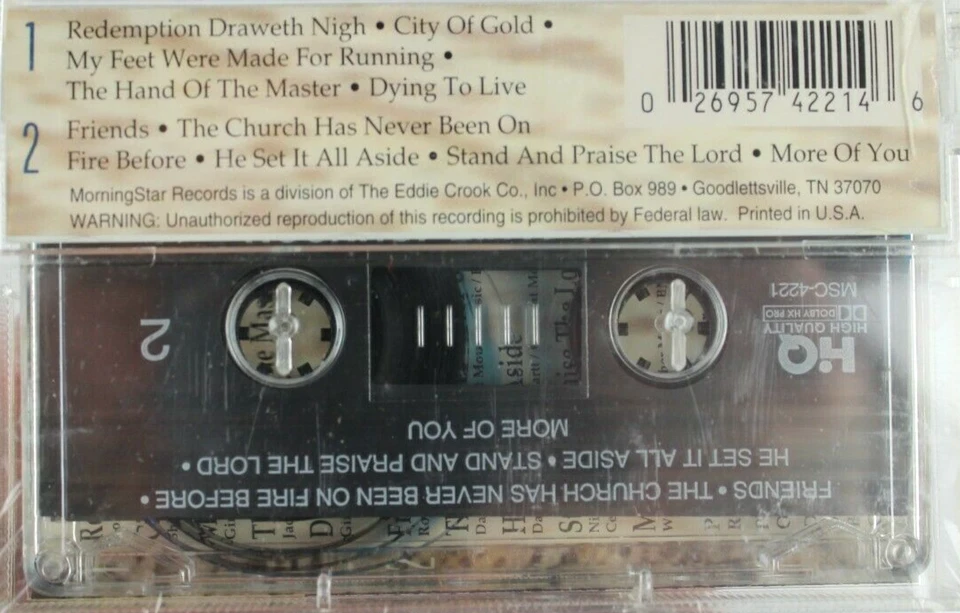 1
Redemption Draweth Nigh • City Of Gold •
My Feet Were Made For Running •
The Hand Of The Master • Dying To Live
2
Friends • The Church Has Never Been On
Fire Before • He Set It All Aside • Stand And Praise The Lord • More Of You
0 26957 42214 6
MorningStar Records is a division of The Eddie Crook Co., Inc • P.O. Box 989 • Goodlettsville, TN 37070
WARNING: Unauthorized reproduction of this recording is prohibited by Federal law. Printed in U.S.A.
2
FRIENDS • THE CHURCH HAS NEVER BEEN ON FIRE BEFORE •
HE SET IT ALL ASIDE • STAND AND PRAISE THE LORD •
MORE OF YOU
HQ
HIGH QUALITY
DOLBY HX PRO
MSC-4221